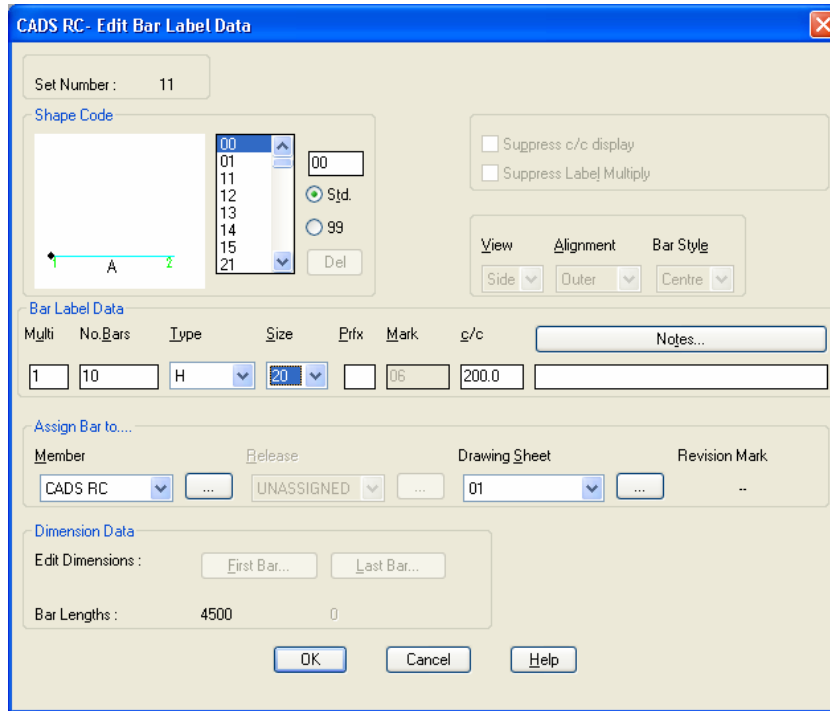 CADS RC- Edit Bar Label Data
Set Number : 11
Shape Code
1 A 2
00
01
11
12
13
14
15
21
00
Std.
99
Del
Suppress c/c display
Suppress Label Multiply
View Alignment Bar Style
Side Outer Centre
Bar Label Data
Multi No.Bars Type Size Prfx Mark c/c Notes...
1 10 H 20 06 200.0
Assign Bar to....
Member Release Drawing Sheet Revision Mark
CADS RC ... UNASSIGNED ... 01 ... --
Dimension Data
Edit Dimensions : First Bar... Last Bar...
Bar Lengths : 4500 0
OK Cancel Help